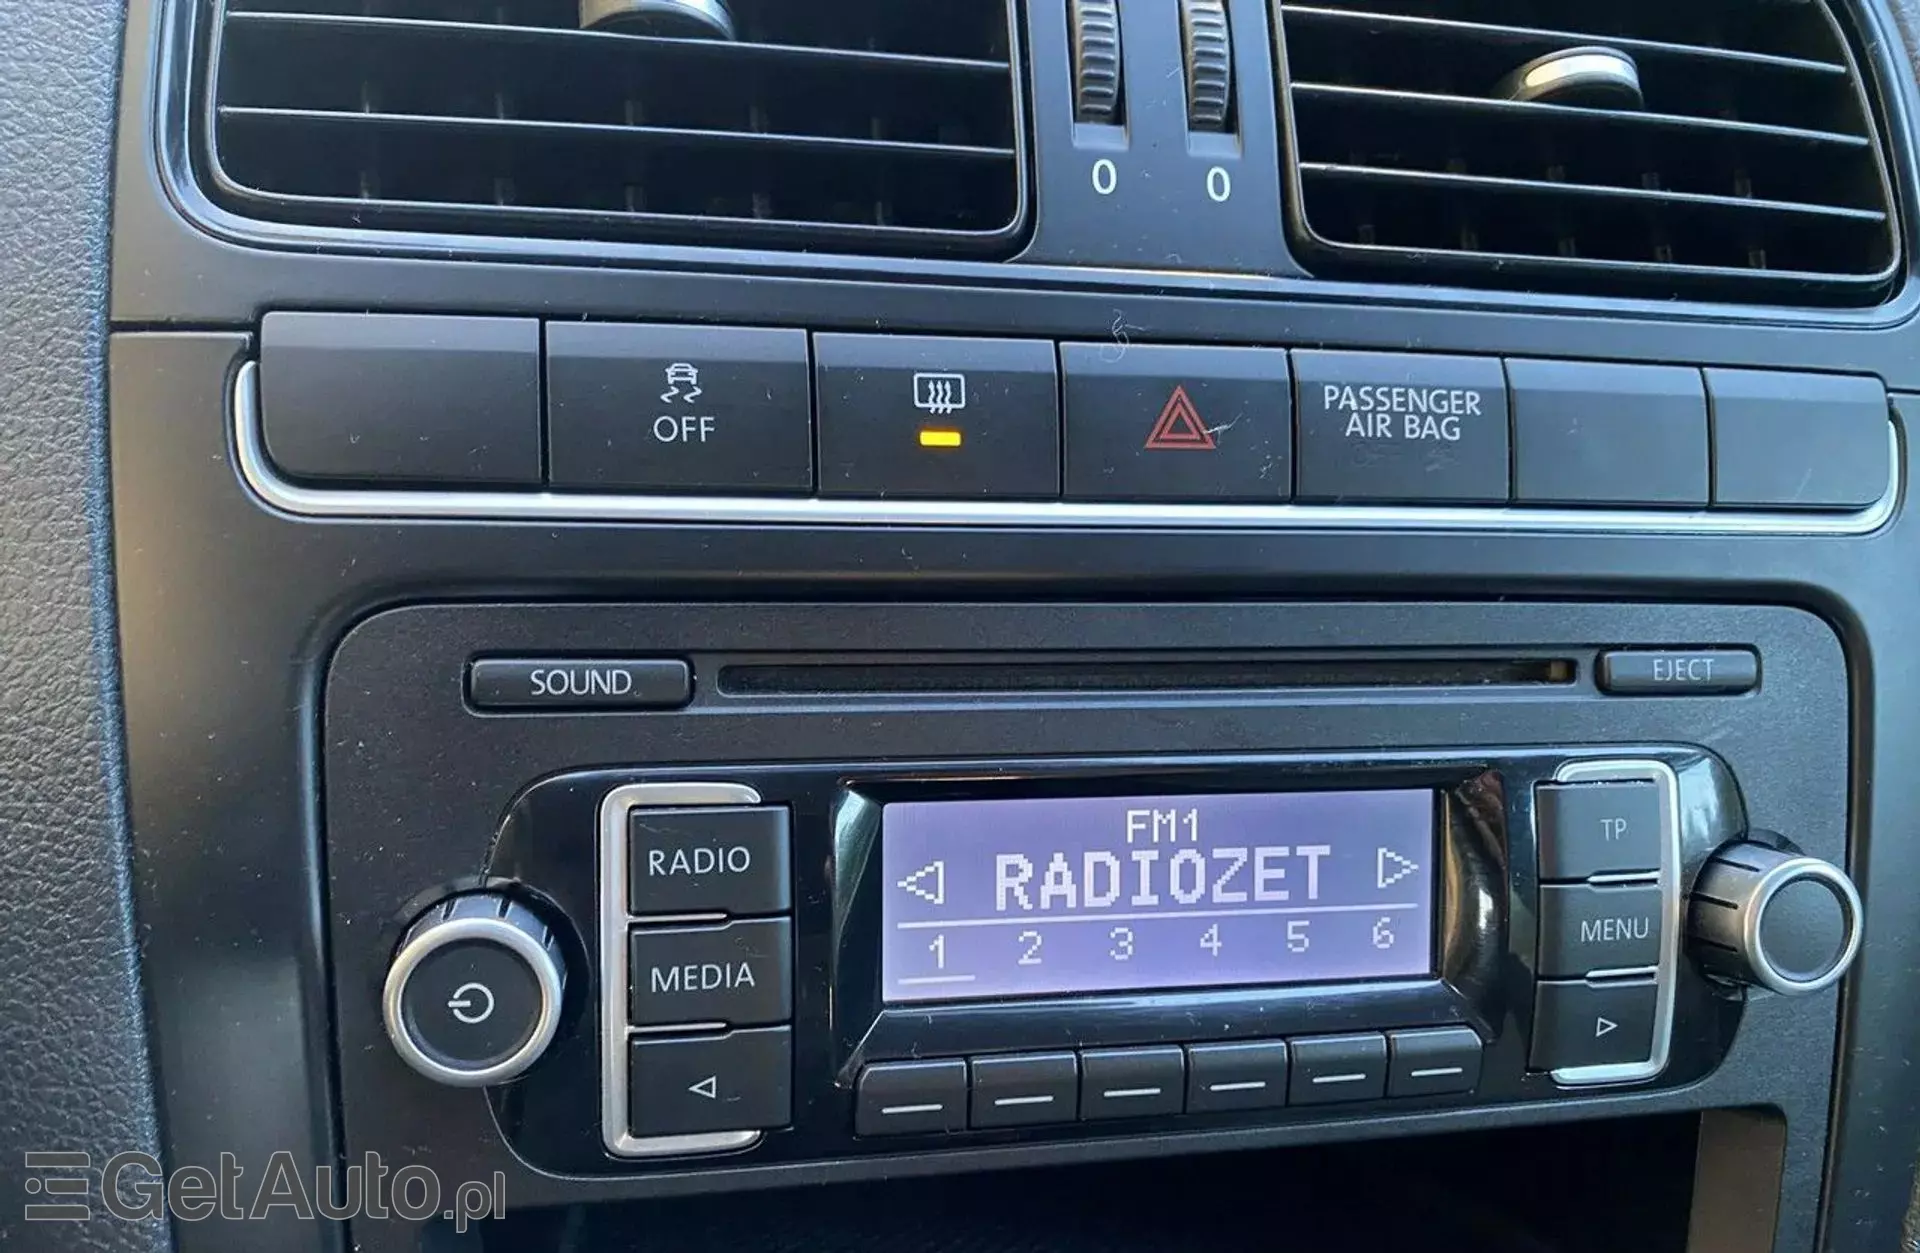 0 0
OFF
PASSENGER
AIR BAG
SOUND
EJECT
FM1
RADIOZET
1 2 3 4 5 6
RADIO
MEDIA
TP
MENU
GetAuto.pl